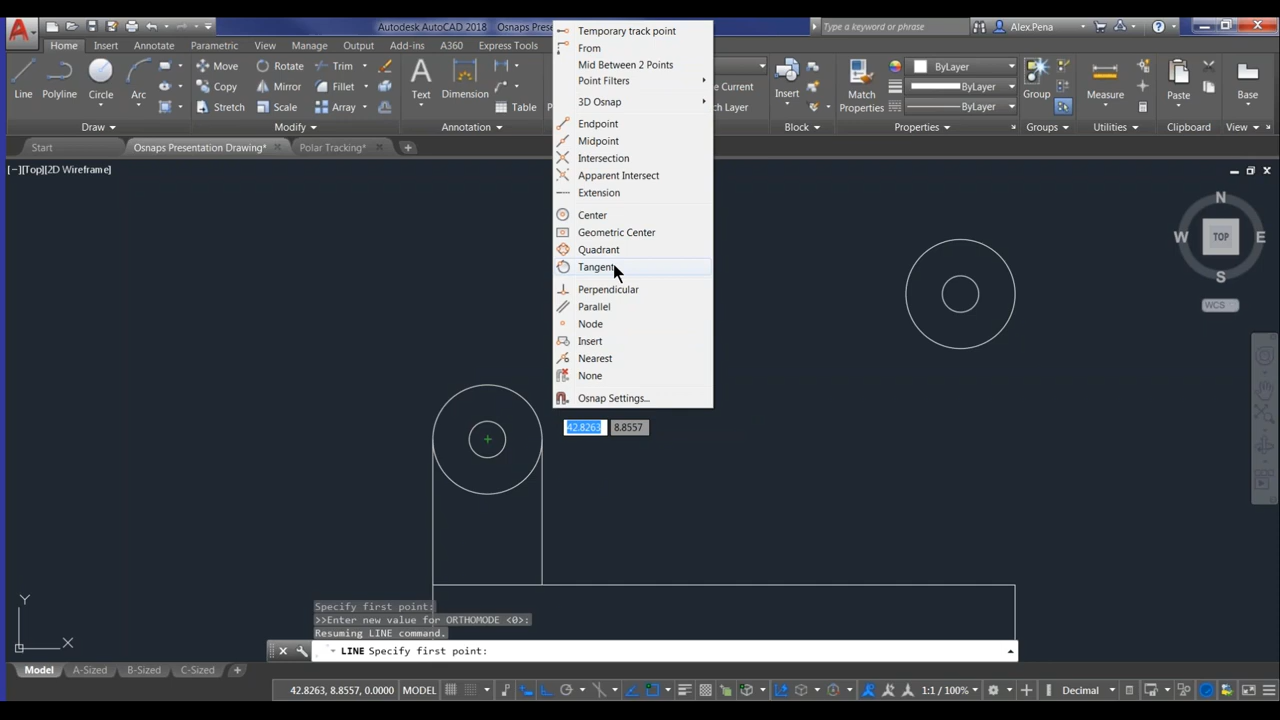 Autodesk AutoCAD 2018 Osnaps Pres
Type a keyword or phrase
Alex.Pena
Home Insert Annotate Parametric View Manage Output Add-ins A360 Express Tools
Line Polyline Circle Arc
Move Rotate Trim
Copy Mirror Fillet
Stretch Scale Array
Text Dimension
Table
e Current
ch Layer
Insert
Match
Properties
ByLayer
ByLayer
ByLayer
Group
Measure
Paste
Base
Draw Modify Annotation Block Properties Groups Utilities Clipboard View
Start Osnaps Presentation Drawing* Polar Tracking*
[−][Top][2D Wireframe]
Temporary track point
From
Mid Between 2 Points
Point Filters
3D Osnap
Endpoint
Midpoint
Intersection
Apparent Intersect
Extension
Center
Geometric Center
Quadrant
Tangent
Perpendicular
Parallel
Node
Insert
Nearest
None
Osnap Settings...
N
W TOP E
S
WCS
42.8263 8.8557
Y
X
Specify first point:
>>Enter new value for ORTHOMODE <0>:
Resuming LINE command.
LINE Specify first point:
Model A-Sized B-Sized C-Sized
42.8263, 8.8557, 0.0000 MODEL 1:1 / 100% Decimal